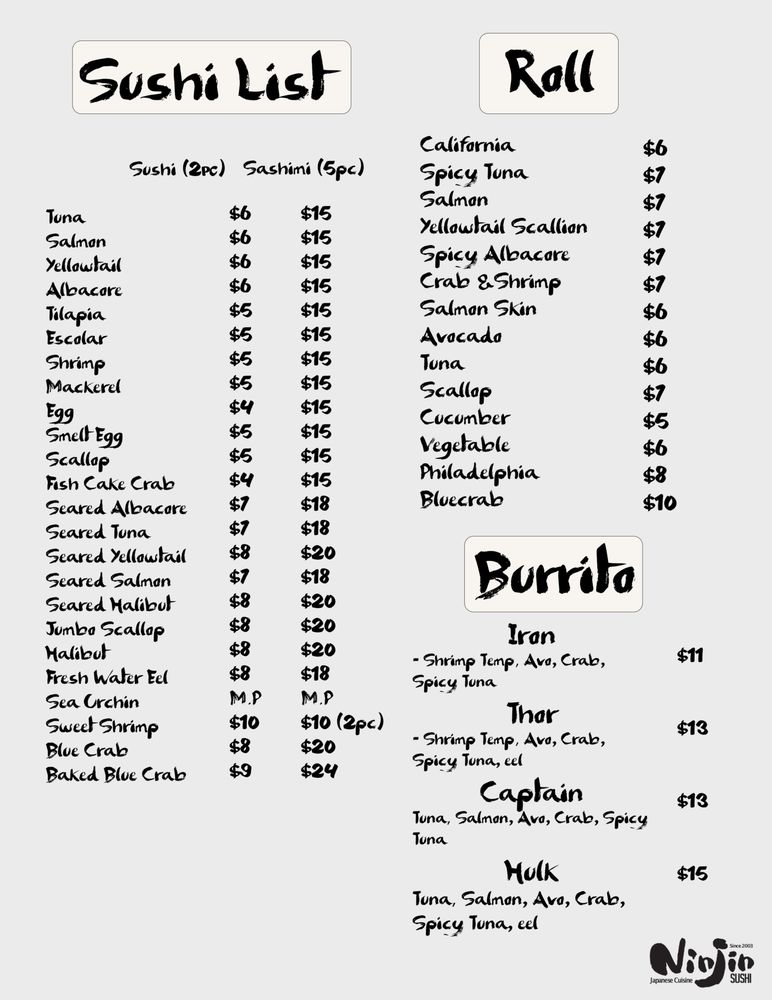 Sushi List
Sushi (2pc) Sashimi (5pc)
Tuna $6 $15
Salmon $6 $15
Yellowtail $6 $15
Albacore $6 $15
Tilapia $5 $15
Escolar $5 $15
Shrimp $5 $15
Mackerel $5 $15
Egg $4 $15
Smelt Egg $5 $15
Scallop $5 $15
Fish Cake Crab $4 $15
Seared Albacore $7 $18
Seared Tuna $7 $18
Seared Yellowtail $8 $20
Seared Salmon $7 $18
Seared Halibut $8 $20
Jumbo Scallop $8 $20
Halibut $8 $20
Fresh Water Eel $8 $18
Sea Urchin M.P M.P
Sweet Shrimp $10 $10 (2pc)
Blue Crab $8 $20
Baked Blue Crab $9 $24
Roll
California $6
Spicy Tuna $7
Salmon $7
Yellowtail Scallion $7
Spicy Albacore $7
Crab & Shrimp $7
Salmon Skin $6
Avocado $6
Tuna $6
Scallop $7
Cucumber $5
Vegetable $6
Philadelphia $8
Bluecrab $10
Burrito
Iron
- Shrimp Temp, Avo, Crab, $11
Spicy Tuna
Thor
- Shrimp Temp, Avo, Crab, $13
Spicy Tuna, eel
Captain $13
Tuna, Salmon, Avo, Crab, Spicy
Tuna
Hulk $15
Tuna, Salmon, Avo, Crab,
Spicy Tuna, eel
Since 2003
Ninjin
Japanese Cuisine SUSHI